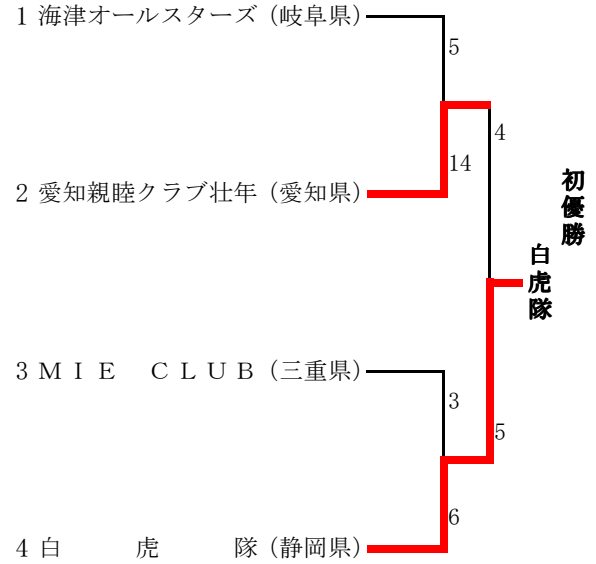 1 海津オールスターズ（岐阜県）
5
4
14
2 愛知親睦クラブ壮年（愛知県）
初優勝
白虎隊
3 ＭＩＥ　ＣＬＵＢ（三重県）
3
5
6
4 白　虎　隊（静岡県）